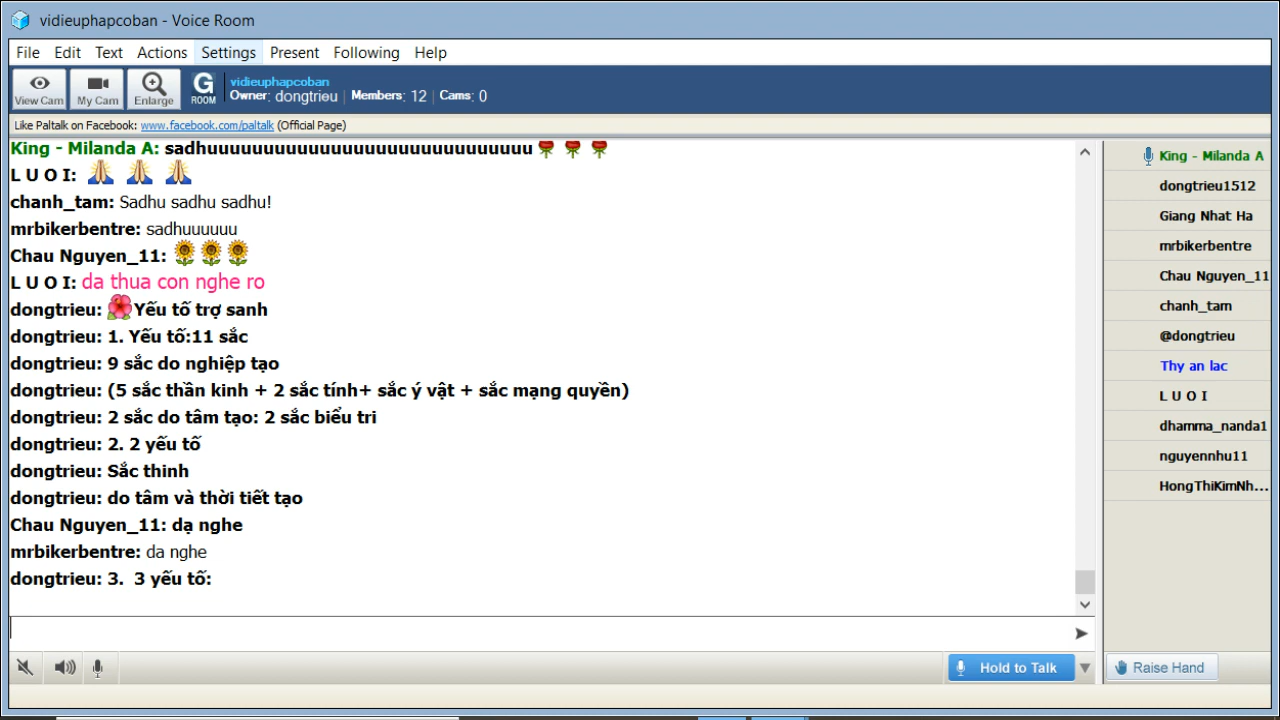 vidieuphapcoban - Voice Room
File Edit Text Actions Settings Present Following Help
View Cam My Cam Enlarge G ROOM vidieuphapcoban
Owner: dongtrieu | Members: 12 | Cams: 0
Like Paltalk on Facebook: www.facebook.com/paltalk (Official Page)
King - Milanda A: sadhuuuuuuuuuuuuuuuuuuuuuuuuuuuu
L U O I:
chanh_tam: Sadhu sadhu sadhu!
mrbikerbentre: sadhuuuuuu
Chau Nguyen_11:
L U O I: da thua con nghe ro
dongtrieu: Yếu tố trợ sanh
dongtrieu: 1. Yếu tố:11 sắc
dongtrieu: 9 sắc do nghiệp tạo
dongtrieu: (5 sắc thần kinh + 2 sắc tính+ sắc ý vật + sắc mạng quyền)
dongtrieu: 2 sắc do tâm tạo: 2 sắc biểu tri
dongtrieu: 2. 2 yếu tố
dongtrieu: Sắc thinh
dongtrieu: do tâm và thời tiết tạo
Chau Nguyen_11: dạ nghe
mrbikerbentre: da nghe
dongtrieu: 3.  3 yếu tố:
King - Milanda A
dongtrieu1512
Giang Nhat Ha
mrbikerbentre
Chau Nguyen_11
chanh_tam
@dongtrieu
Thy an lac
L U O I
dhamma_nanda1
nguyennhu11
HongThiKimNh...
Hold to Talk
Raise Hand